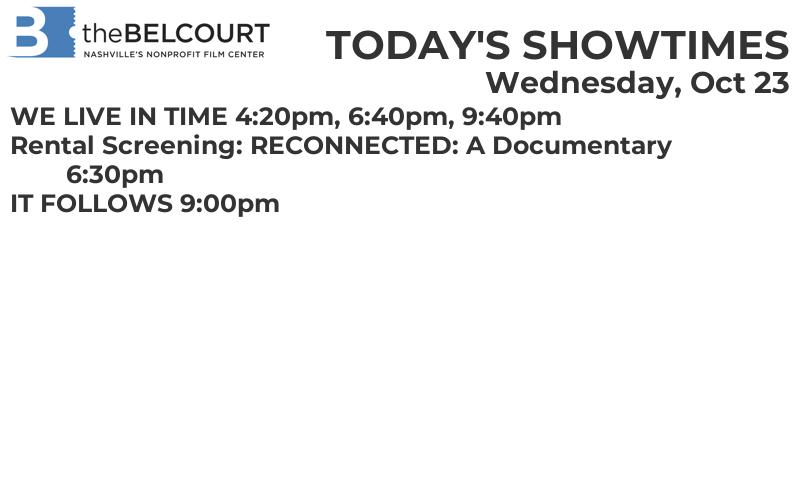 B theBELCOURT
NASHVILLE'S NONPROFIT FILM CENTER
TODAY'S SHOWTIMES
Wednesday, Oct 23
WE LIVE IN TIME 4:20pm, 6:40pm, 9:40pm
Rental Screening: RECONNECTED: A Documentary
6:30pm
IT FOLLOWS 9:00pm